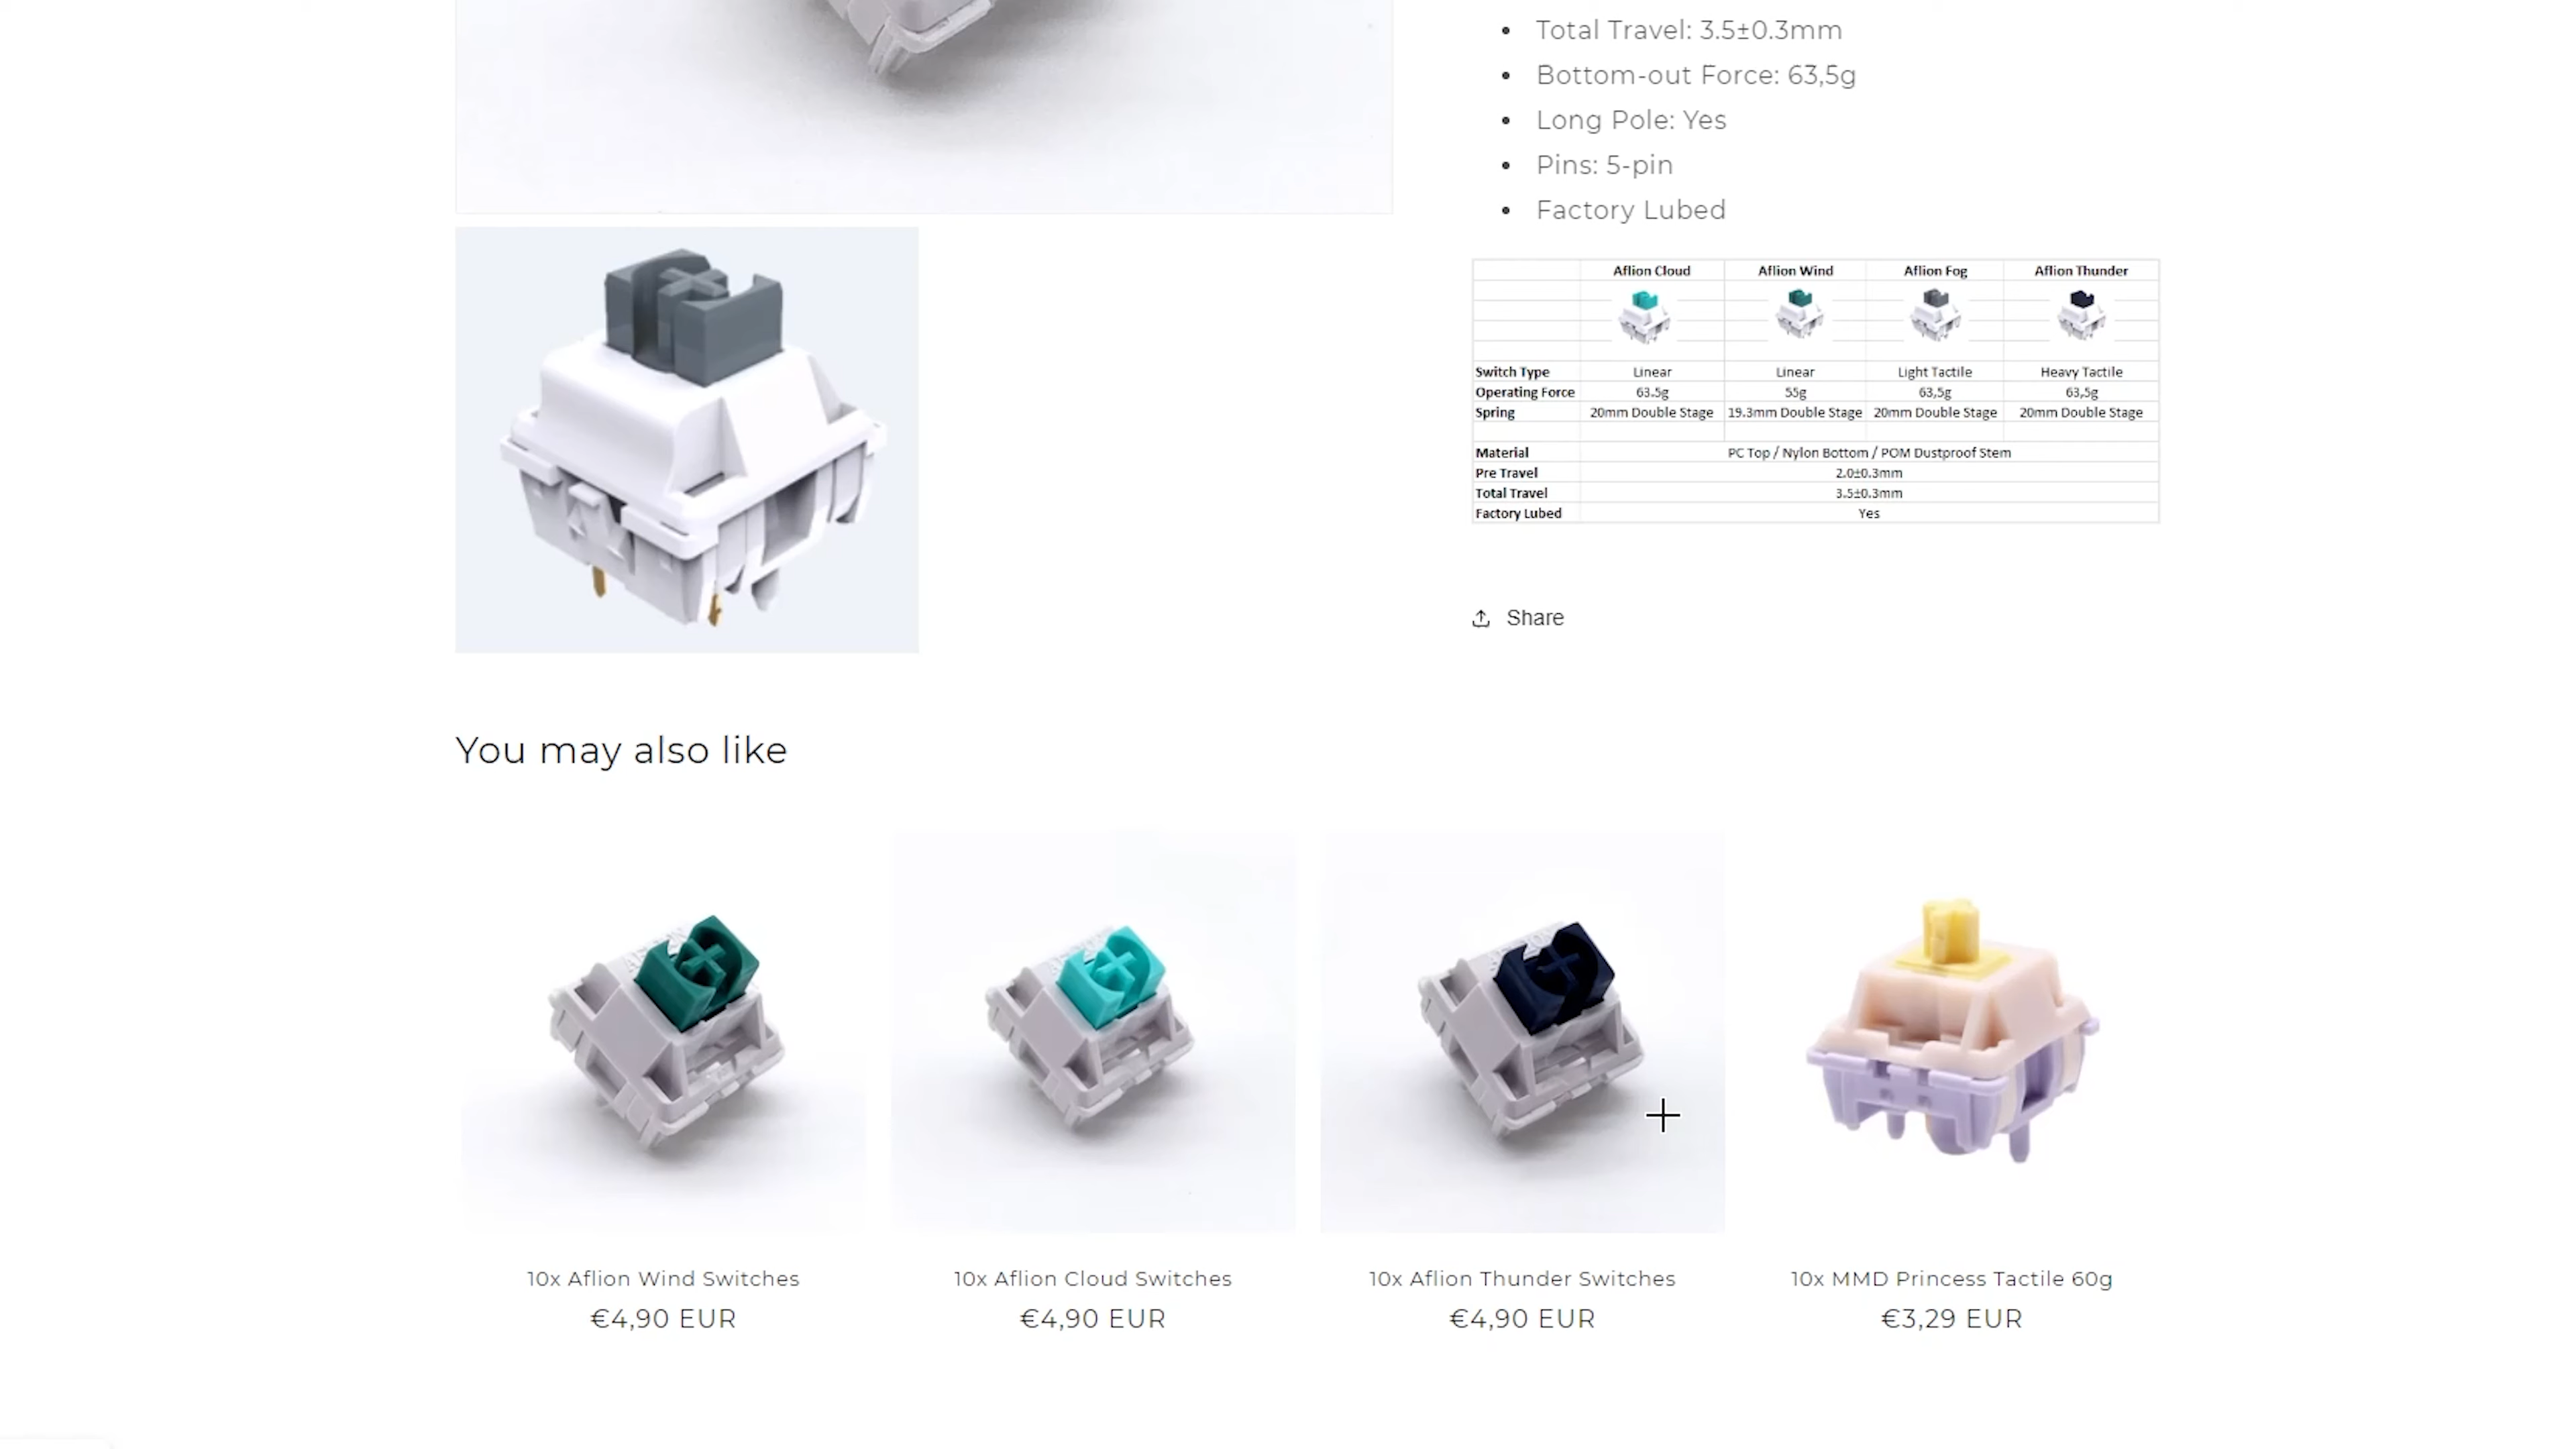 Total Travel: 3.5±0.3mm
Bottom-out Force: 63,5g
Long Pole: Yes
Pins: 5-pin
Factory Lubed
Aflion Cloud Aflion Wind Aflion Fog Aflion Thunder
Switch Type Linear Linear Light Tactile Heavy Tactile
Operating Force 63.5g 55g 63,5g 63,5g
Spring 20mm Double Stage 19.3mm Double Stage 20mm Double Stage 20mm Double Stage
Material PC Top / Nylon Bottom / POM Dustproof Stem
Pre Travel 2.0±0.3mm
Total Travel 3.5±0.3mm
Factory Lubed Yes
Share
You may also like
10x Aflion Wind Switches
€4,90 EUR
10x Aflion Cloud Switches
€4,90 EUR
10x Aflion Thunder Switches
€4,90 EUR
10x MMD Princess Tactile 60g
€3,29 EUR